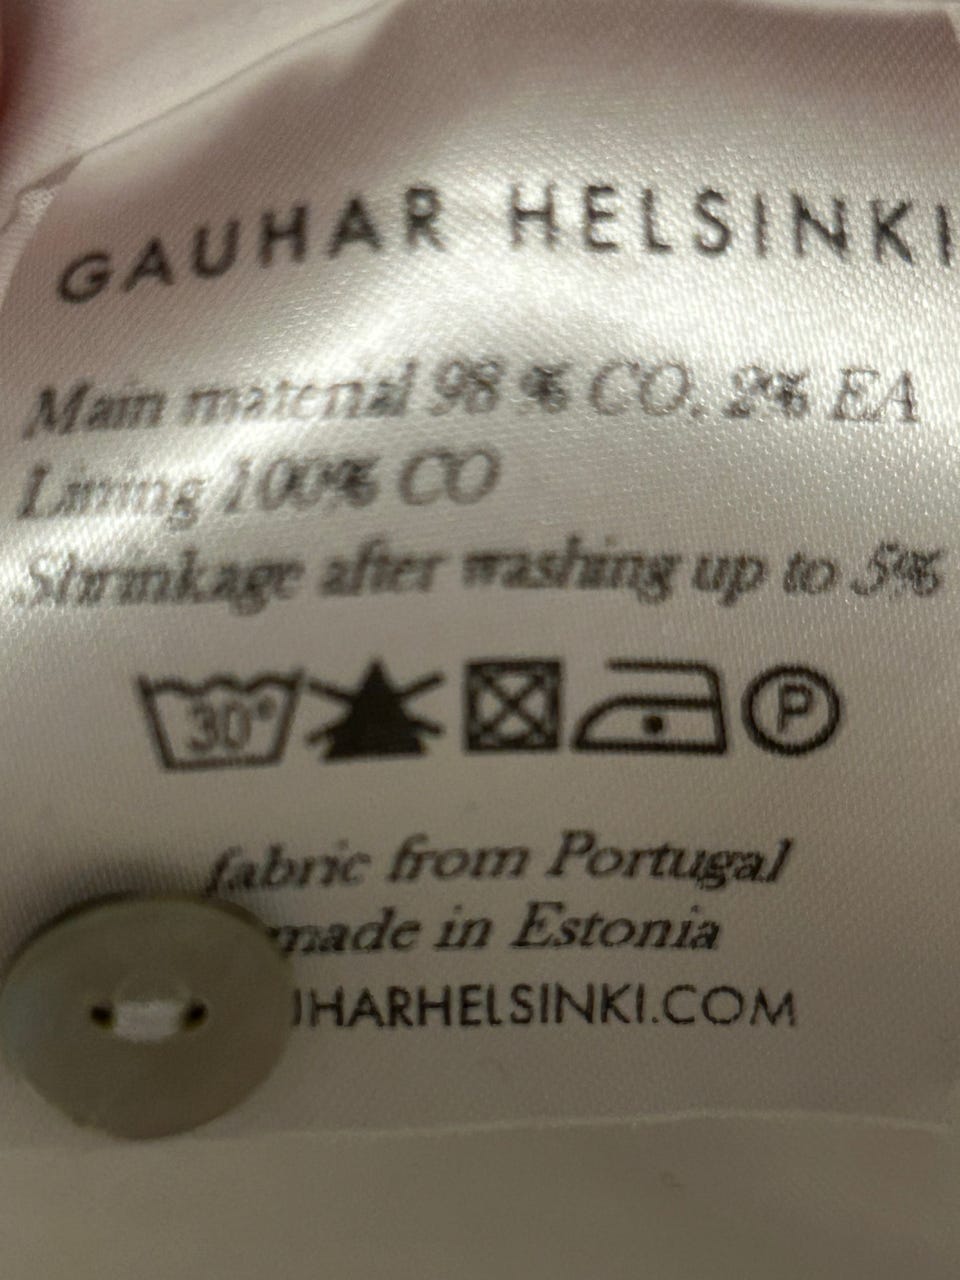 GAUHAR HELSINKI
Main material 98 % CO, 2% EA
Lining 100% CO
Shrinkage after washing up to 5%
30°
P
fabric from Portugal
made in Estonia
UHARHELSINKI.COM